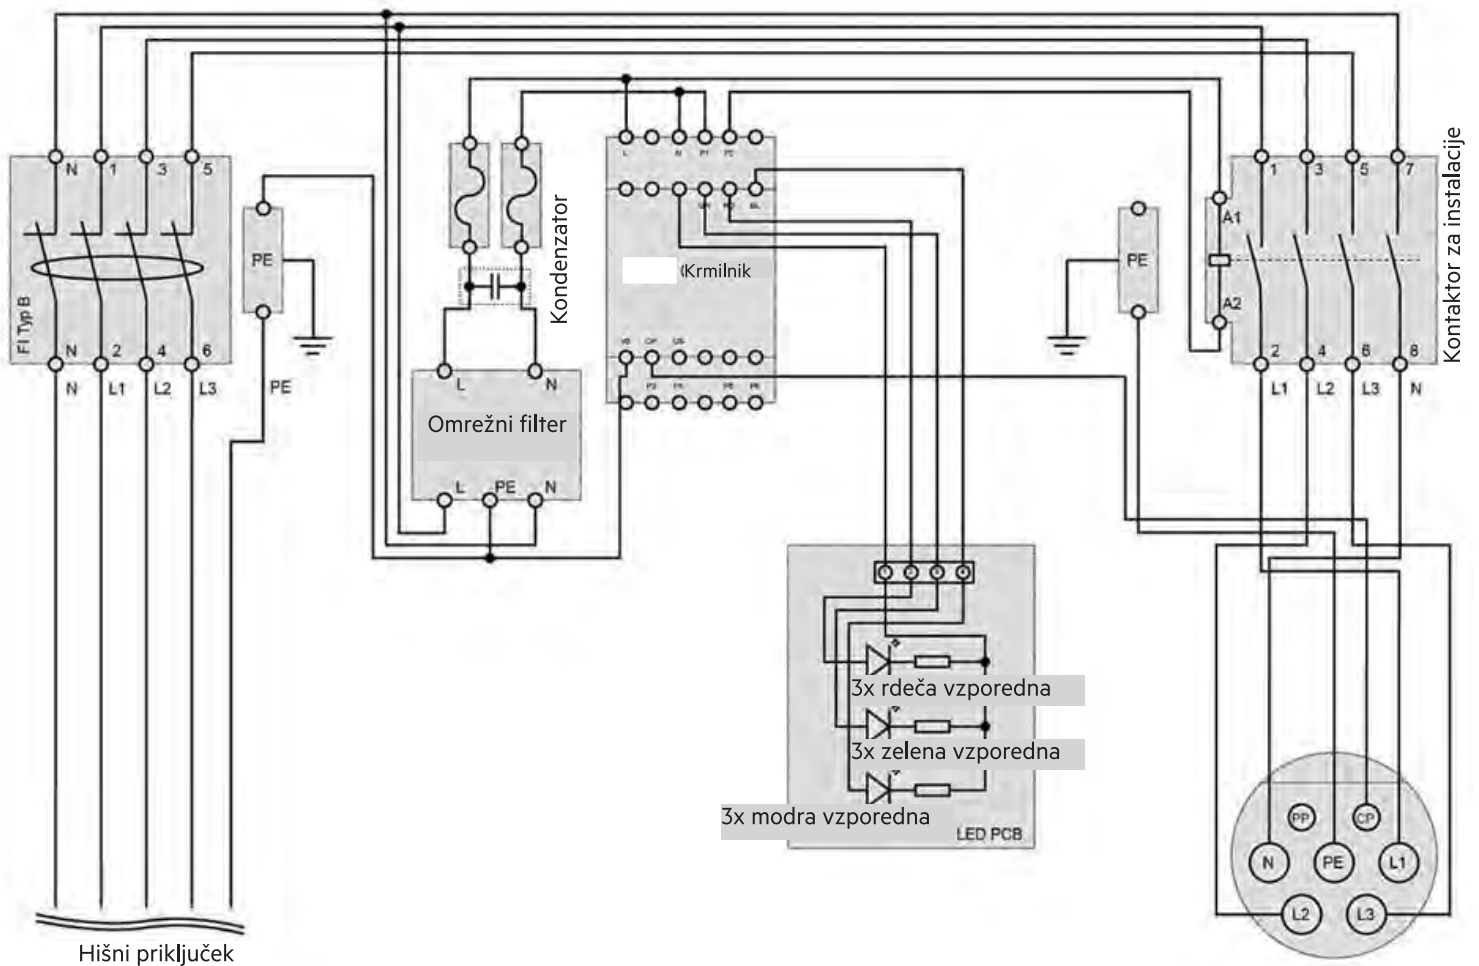 N 1 3 5
FI Typ B
N 2 4 6
N L1 L2 L3 PE
PE
Kondenzator
L N
Omrežni filter
L PE N
L N P1 P2
Krmilnik
PE
A1
A2
1 3 5 7
2 4 6 8
L1 L2 L3 N
Kontaktor za instalacije
3x rdeča vzporedna
3x zelena vzporedna
3x modra vzporedna
LED PCB
PP CP
N PE L1
L2 L3
Hišni priključek